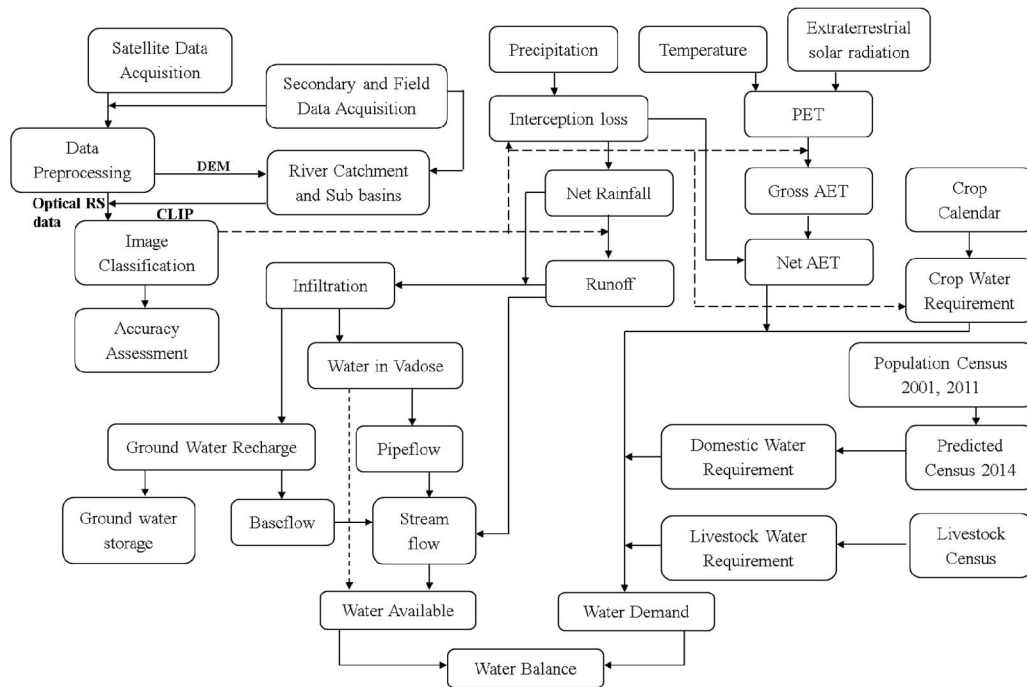 Satellite Data
Acquisition
Precipitation
Temperature
Extraterrestrial
solar radiation
Secondary and Field
Data Acquisition
Interception loss
PET
Data
Preprocessing
DEM
River Catchment
and Sub basins
Net Rainfall
Gross AET
Crop
Calendar
Optical RS
data
CLIP
Image
Classification
Infiltration
Runoff
Net AET
Crop Water
Requirement
Accuracy
Assessment
Water in Vadose
Population Census
2001, 2011
Ground Water Recharge
Pipeflow
Domestic Water
Requirement
Predicted
Census 2014
Ground water
storage
Baseflow
Stream
flow
Livestock Water
Requirement
Livestock
Census
Water Available
Water Demand
Water Balance